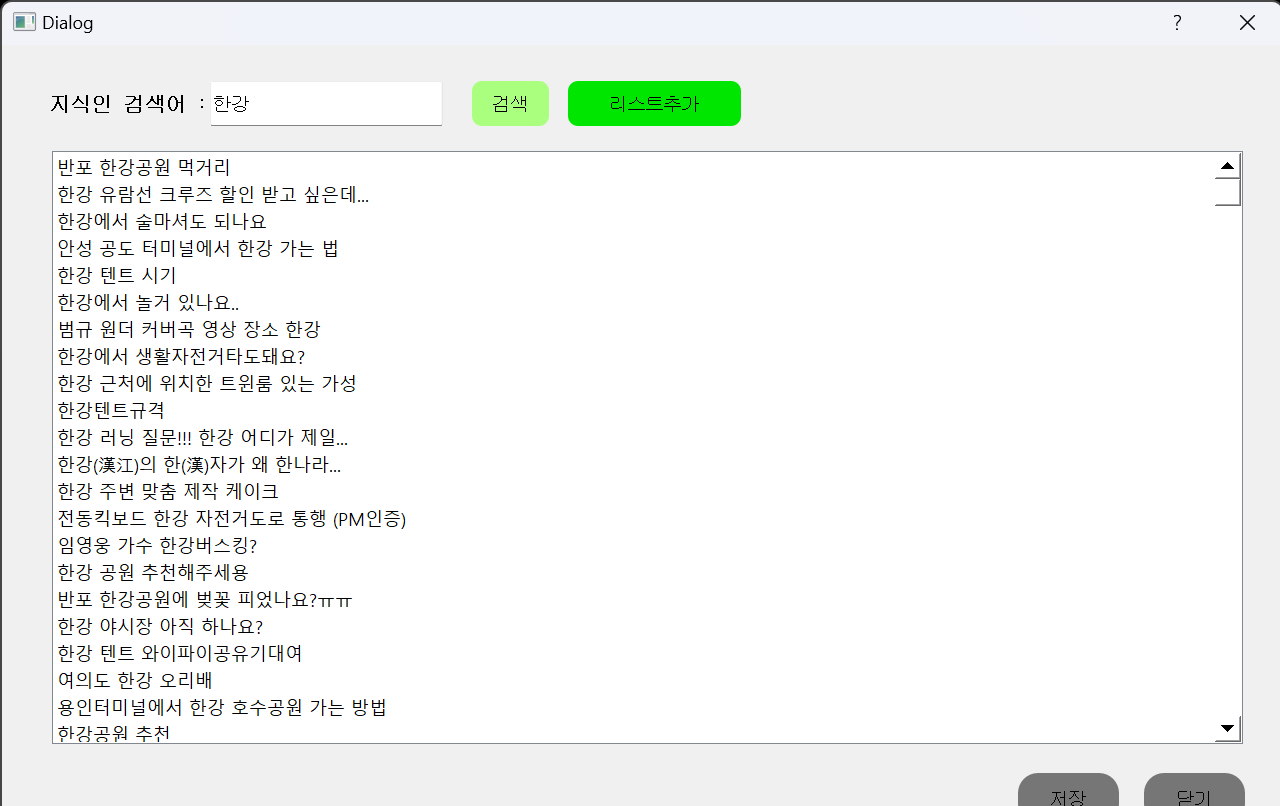 Dialog ?
지식인 검색어 : 한강 검색 리스트추가
반포 한강공원 먹거리
한강 유람선 크루즈 할인 받고 싶은데...
한강에서 술마셔도 되나요
안성 공도 터미널에서 한강 가는 법
한강 텐트 시기
한강에서 놀거 있나요..
범규 원더 커버곡 영상 장소 한강
한강에서 생활자전거타도돼요?
한강 근처에 위치한 트윈룸 있는 가성
한강텐트규격
한강 러닝 질문!!! 한강 어디가 제일...
한강(漢江)의 한(漢)자가 왜 한나라...
한강 주변 맞춤 제작 케이크
전동킥보드 한강 자전거도로 통행 (PM인증)
임영웅 가수 한강버스킹?
한강 공원 추천해주세용
반포 한강공원에 벚꽃 피었나요?ㅠㅠ
한강 야시장 아직 하나요?
한강 텐트 와이파이공유기대여
여의도 한강 오리배
용인터미널에서 한강 호수공원 가는 방법
한강공원 추천
저장 닫기